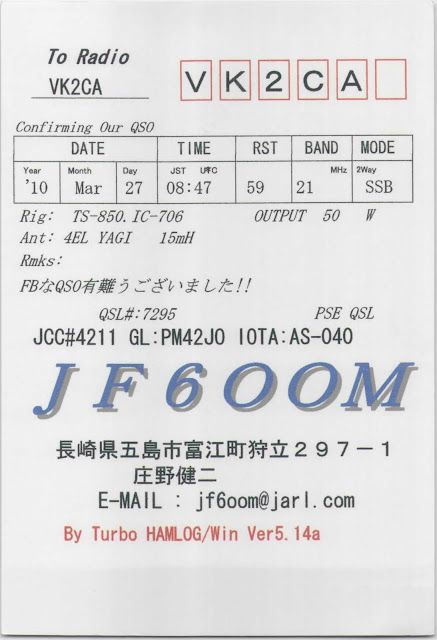 To Radio
VK2CA
VK2CA
Confirming Our QSO
DATE TIME RST BAND MODE
Year Month Day JST UTC MHz 2Way
'10 Mar 27 08:47 59 21 SSB
Rig: TS-850.IC-706 OUTPUT 50 W
Ant: 4EL YAGI 15mH
Rmks:
FBなQSO有難うございました!!
QSL#:7295 PSE QSL
JCC#4211 GL:PM42JO IOTA:AS-040
JF6OOM
長崎県五島市富江町狩立297-1
庄野健二
E-MAIL : jf6oom@jarl.com
By Turbo HAMLOG/Win Ver5.14a